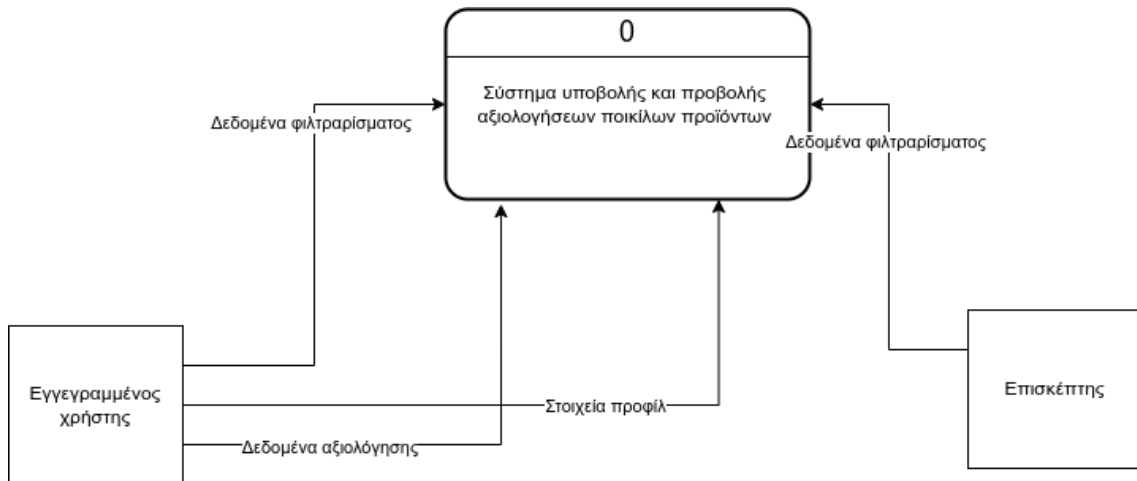 0
Σύστημα υποβολής και προβολής
αξιολογήσεων ποικίλων προϊόντων
Δεδομένα φιλτραρίσματος
Δεδομένα φιλτραρίσματος
Εγγεγραμμένος
χρήστης
Επισκέπτης
Στοιχεία προφίλ
Δεδομένα αξιολόγησης